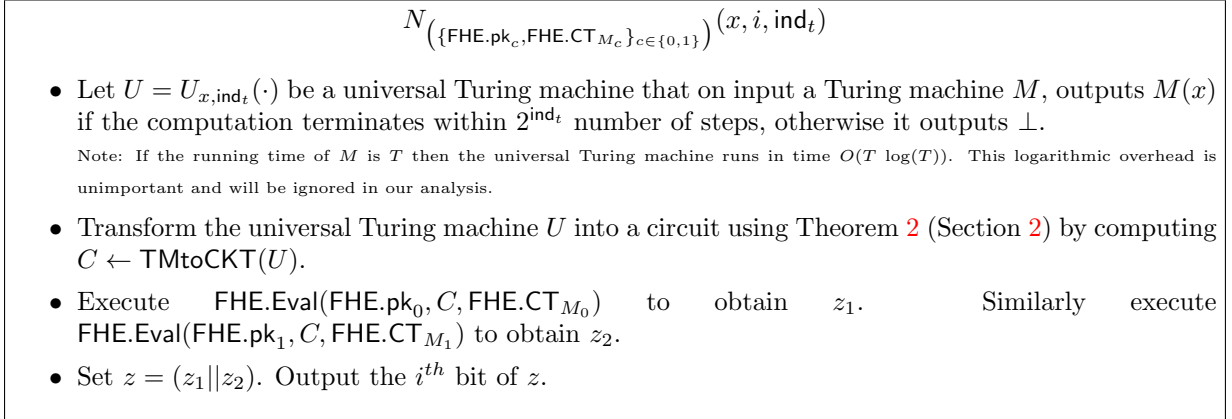 N_({FHE.pk_c,FHE.CT_{M_c}}_{c∈{0,1}})(x, i, ind_t)
• Let U = U_{x,ind_t}(·) be a universal Turing machine that on input a Turing machine M, outputs M(x)
if the computation terminates within 2^{ind_t} number of steps, otherwise it outputs ⊥.
Note: If the running time of M is T then the universal Turing machine runs in time O(T log(T)). This logarithmic overhead is
unimportant and will be ignored in our analysis.
• Transform the universal Turing machine U into a circuit using Theorem 2 (Section 2) by computing
C ← TMtoCKT(U).
• Execute FHE.Eval(FHE.pk_0, C, FHE.CT_{M_0}) to obtain z_1. Similarly execute
FHE.Eval(FHE.pk_1, C, FHE.CT_{M_1}) to obtain z_2.
• Set z = (z_1||z_2). Output the i^{th} bit of z.